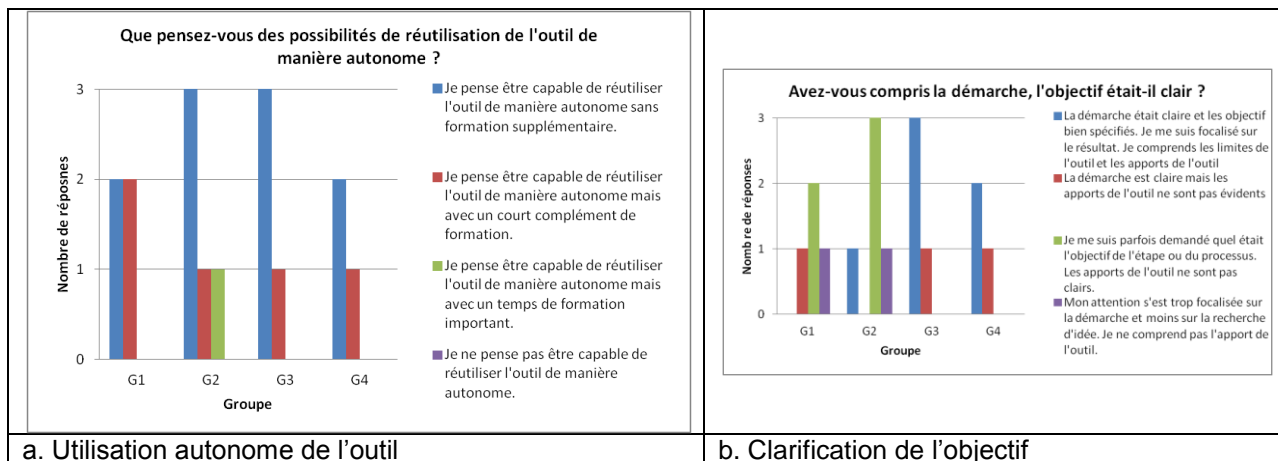 Que pensez-vous des possibilités de réutilisation de l'outil de
manière autonome ?
3
2
1
0
Nombre de réposnes
G1
G2
G3
G4
Groupe
Je pense être capable de réutiliser
l'outil de manière autonome sans
formation supplémentaire.
Je pense être capable de réutiliser
l'outil de manière autonome mais
avec un court complément de
formation.
Je pense être capable de réutiliser
l'outil de manière autonome mais
avec un temps de formation
important.
Je ne pense pas être capable de
réutiliser l'outil de manière
autonome.
a. Utilisation autonome de l'outil
Avez-vous compris la démarche, l'objectif était-il clair ?
3
2
1
0
Nomb re de réponses
G1
G2
G3
G4
Groupe
La démarche était claire et les objectif
bien spécifiés. Je me suis focalisé sur
le résultat. Je comprends les limites de
l'outil et les apports de l'outil
La démarche est claire mais les
apports de l'outil ne sont pas évidents
Je me suis parfois demandé quel était
l'objectif de l'étape ou du processus.
Les apports de l'outil ne sont pas
clairs.
Mon attention s'est trop focalisée sur
la démarche et moins sur la recherche
d'idée. Je ne comprend pas l'apport de
l'outil.
b. Clarification de l'objectif